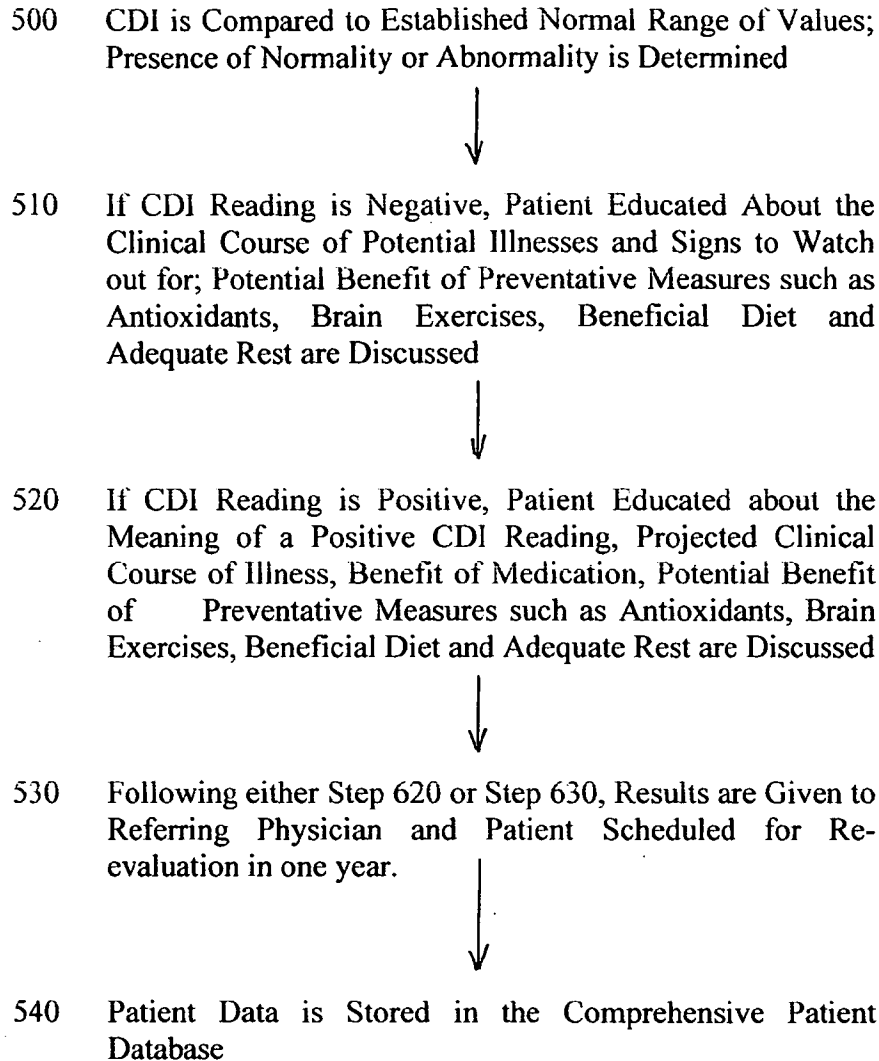 500 CDI is Compared to Established Normal Range of Values;
Presence of Normality or Abnormality is Determined
510 If CDI Reading is Negative, Patient Educated About the
Clinical Course of Potential Illnesses and Signs to Watch
out for; Potential Benefit of Preventative Measures such as
Antioxidants, Brain Exercises, Beneficial Diet and
Adequate Rest are Discussed
520 If CDI Reading is Positive, Patient Educated about the
Meaning of a Positive CDI Reading, Projected Clinical
Course of Illness, Benefit of Medication, Potential Benefit
of Preventative Measures such as Antioxidants, Brain
Exercises, Beneficial Diet and Adequate Rest are Discussed
530 Following either Step 620 or Step 630, Results are Given to
Referring Physician and Patient Scheduled for Re-
evaluation in one year.
540 Patient Data is Stored in the Comprehensive Patient
Database